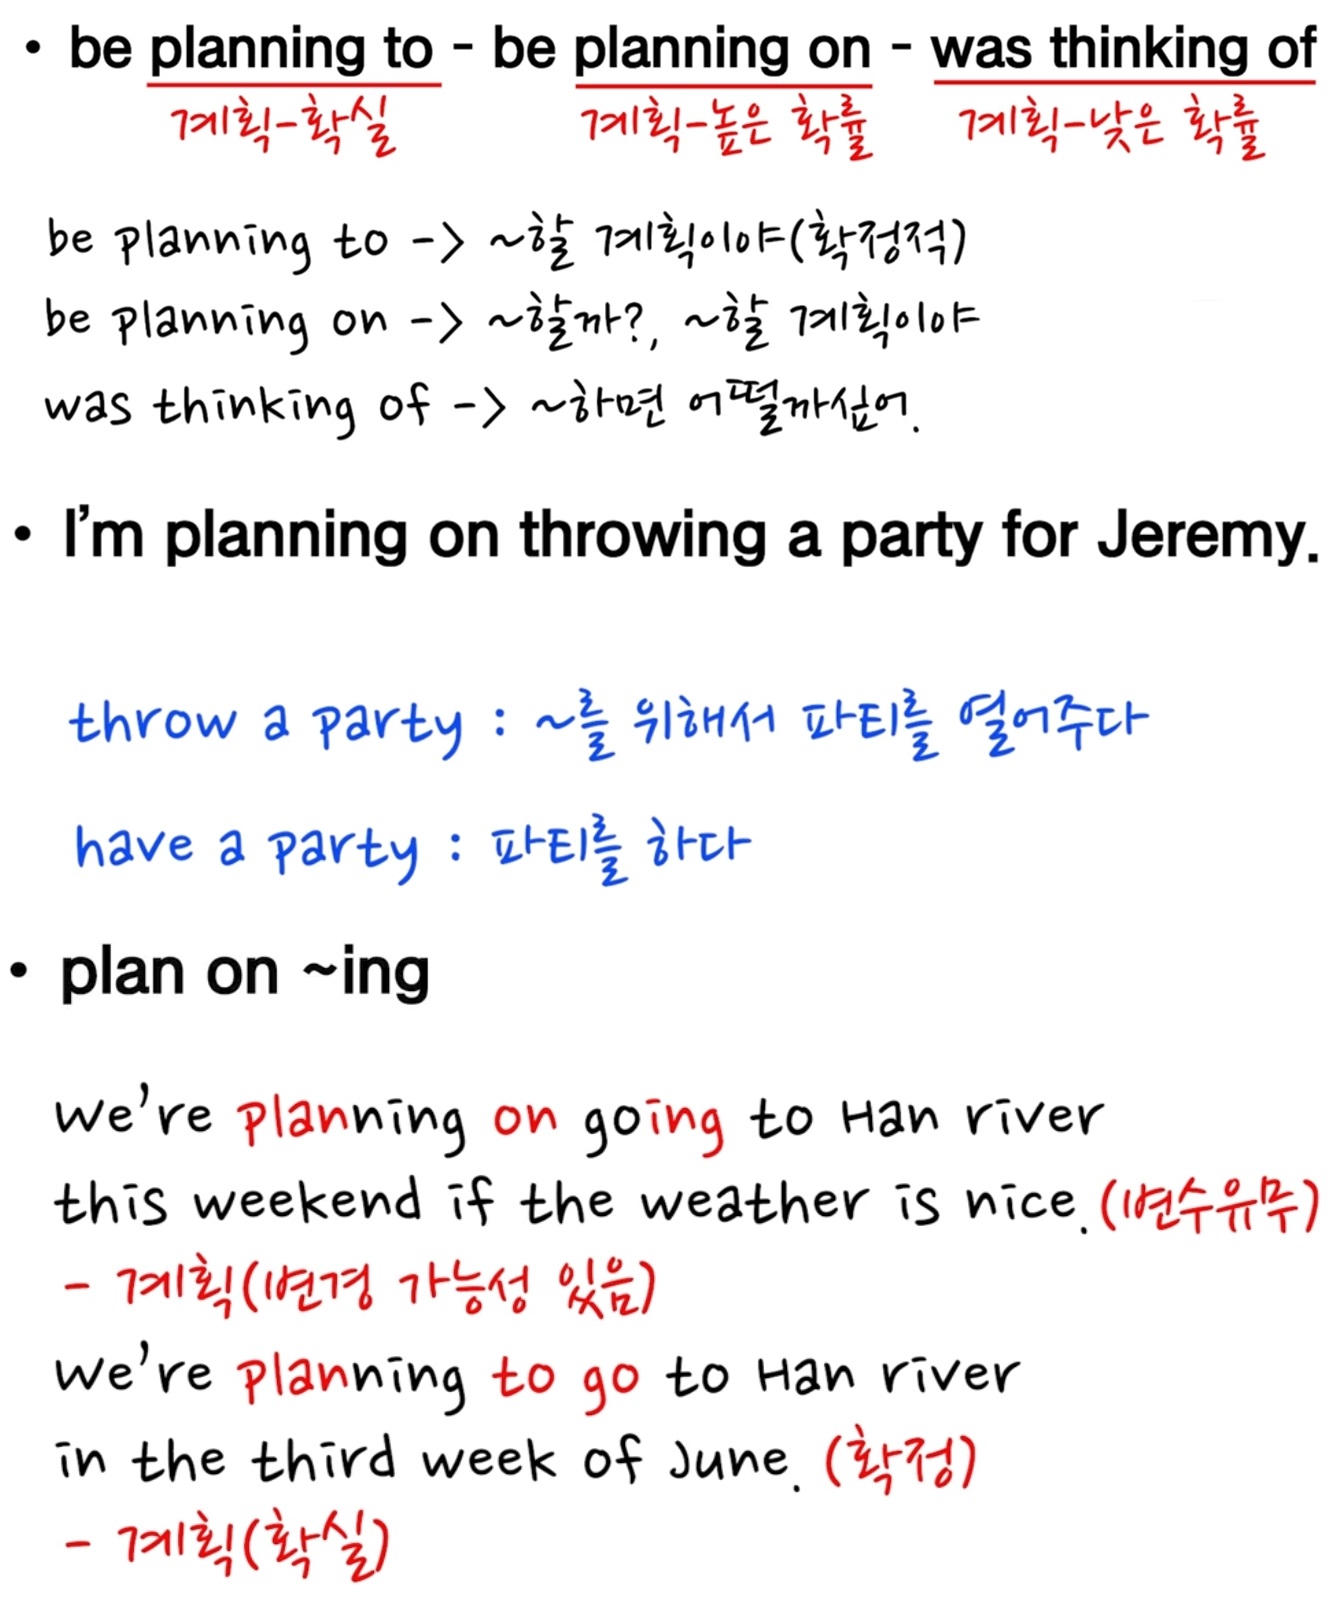 • be planning to - be planning on - was thinking of
계획-확실 계획-높은 확률 계획-낮은 확률
be planning to -> ~할 계획이야(확정적)
be planning on -> ~할까?, ~할 계획이야
was thinking of -> ~하면 어떨까싶어.
• I'm planning on throwing a party for Jeremy.
throw a party : ~를 위해서 파티를 열어주다
have a party : 파티를 하다
• plan on ~ing
we're planning on going to Han river
this weekend if the weather is nice. (변수유무)
- 계획(변경 가능성 있음)
we're planning to go to Han river
in the third week of June. (확정)
- 계획(확실)